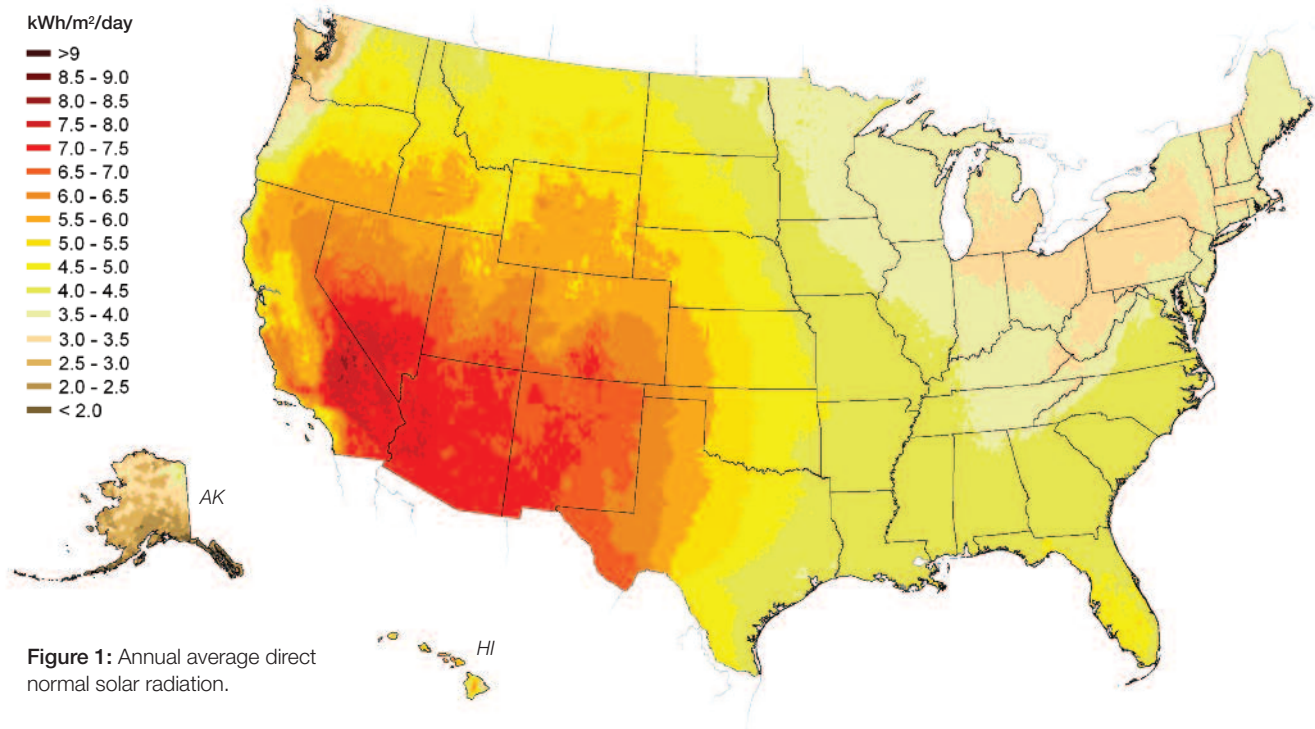 kWh/m²/day
>9
8.5 - 9.0
8.0 - 8.5
7.5 - 8.0
7.0 - 7.5
6.5 - 7.0
6.0 - 6.5
5.5 - 6.0
5.0 - 5.5
4.5 - 5.0
4.0 - 4.5
3.5 - 4.0
3.0 - 3.5
2.5 - 3.0
2.0 - 2.5
< 2.0
AK
HI
Figure 1: Annual average direct
normal solar radiation.